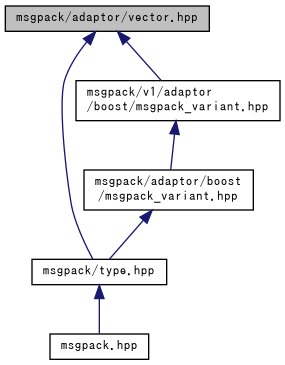 msgpack/adaptor/vector.hpp
msgpack/v1/adaptor
/boost/msgpack_variant.hpp
msgpack/adaptor/boost
/msgpack_variant.hpp
msgpack/type.hpp
msgpack.hpp